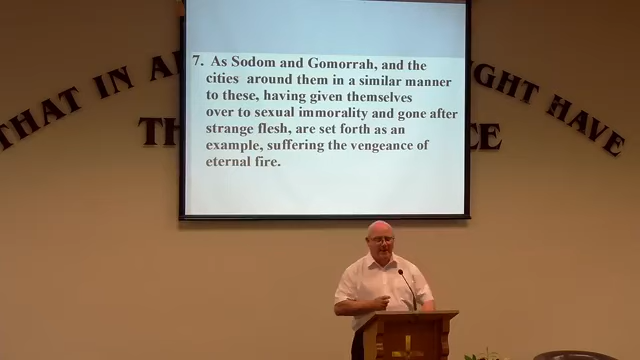 THAT IN A
GHT HAVE
TH
CE
7. As Sodom and Gomorrah, and the
cities around them in a similar manner
to these, having given themselves
over to sexual immorality and gone after
strange flesh, are set forth as an
example, suffering the vengeance of
eternal fire.